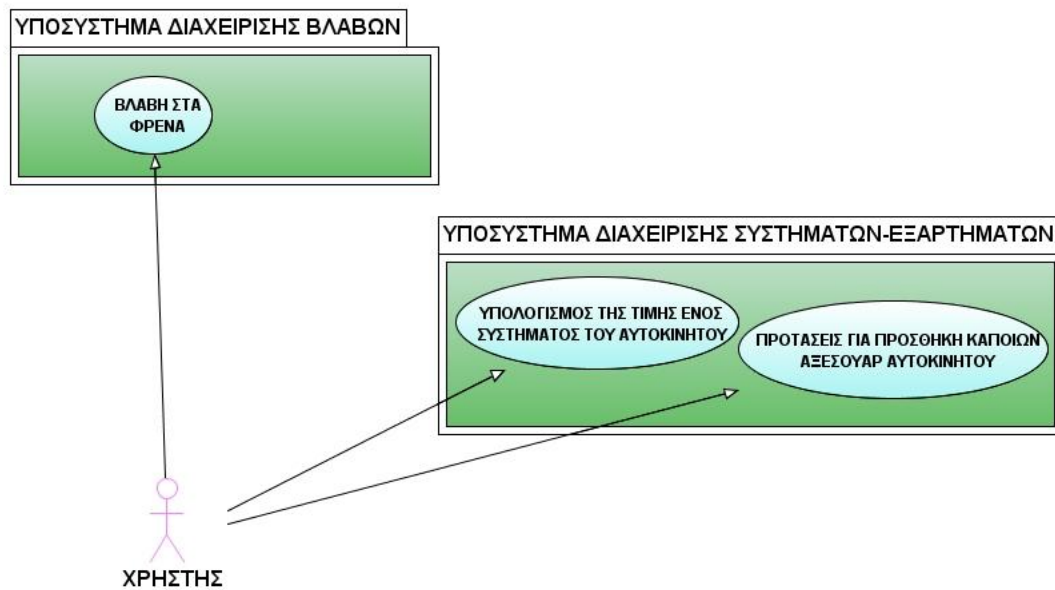 ΥΠΟΣΥΣΤΗΜΑ ΔΙΑΧΕΙΡΙΣΗΣ ΒΛΑΒΩΝ
ΒΛΑΒΗ ΣΤΑ
ΦΡΕΝΑ
ΥΠΟΣΥΣΤΗΜΑ ΔΙΑΧΕΙΡΙΣΗΣ ΣΥΣΤΗΜΑΤΩΝ-ΕΞΑΡΤΗΜΑΤΩΝ
ΥΠΟΛΟΓΙΣΜΟΣ ΤΗΣ ΤΙΜΗΣ ΕΝΟΣ
ΣΥΣΤΗΜΑΤΟΣ ΤΟΥ ΑΥΤΟΚΙΝΗΤΟΥ
ΠΡΟΤΑΣΕΙΣ ΓΙΑ ΠΡΟΣΘΗΚΗ ΚΑΠΟΙΩΝ
ΑΞΕΣΟΥΑΡ ΑΥΤΟΚΙΝΗΤΟΥ
ΧΡΗΣΤΗΣ